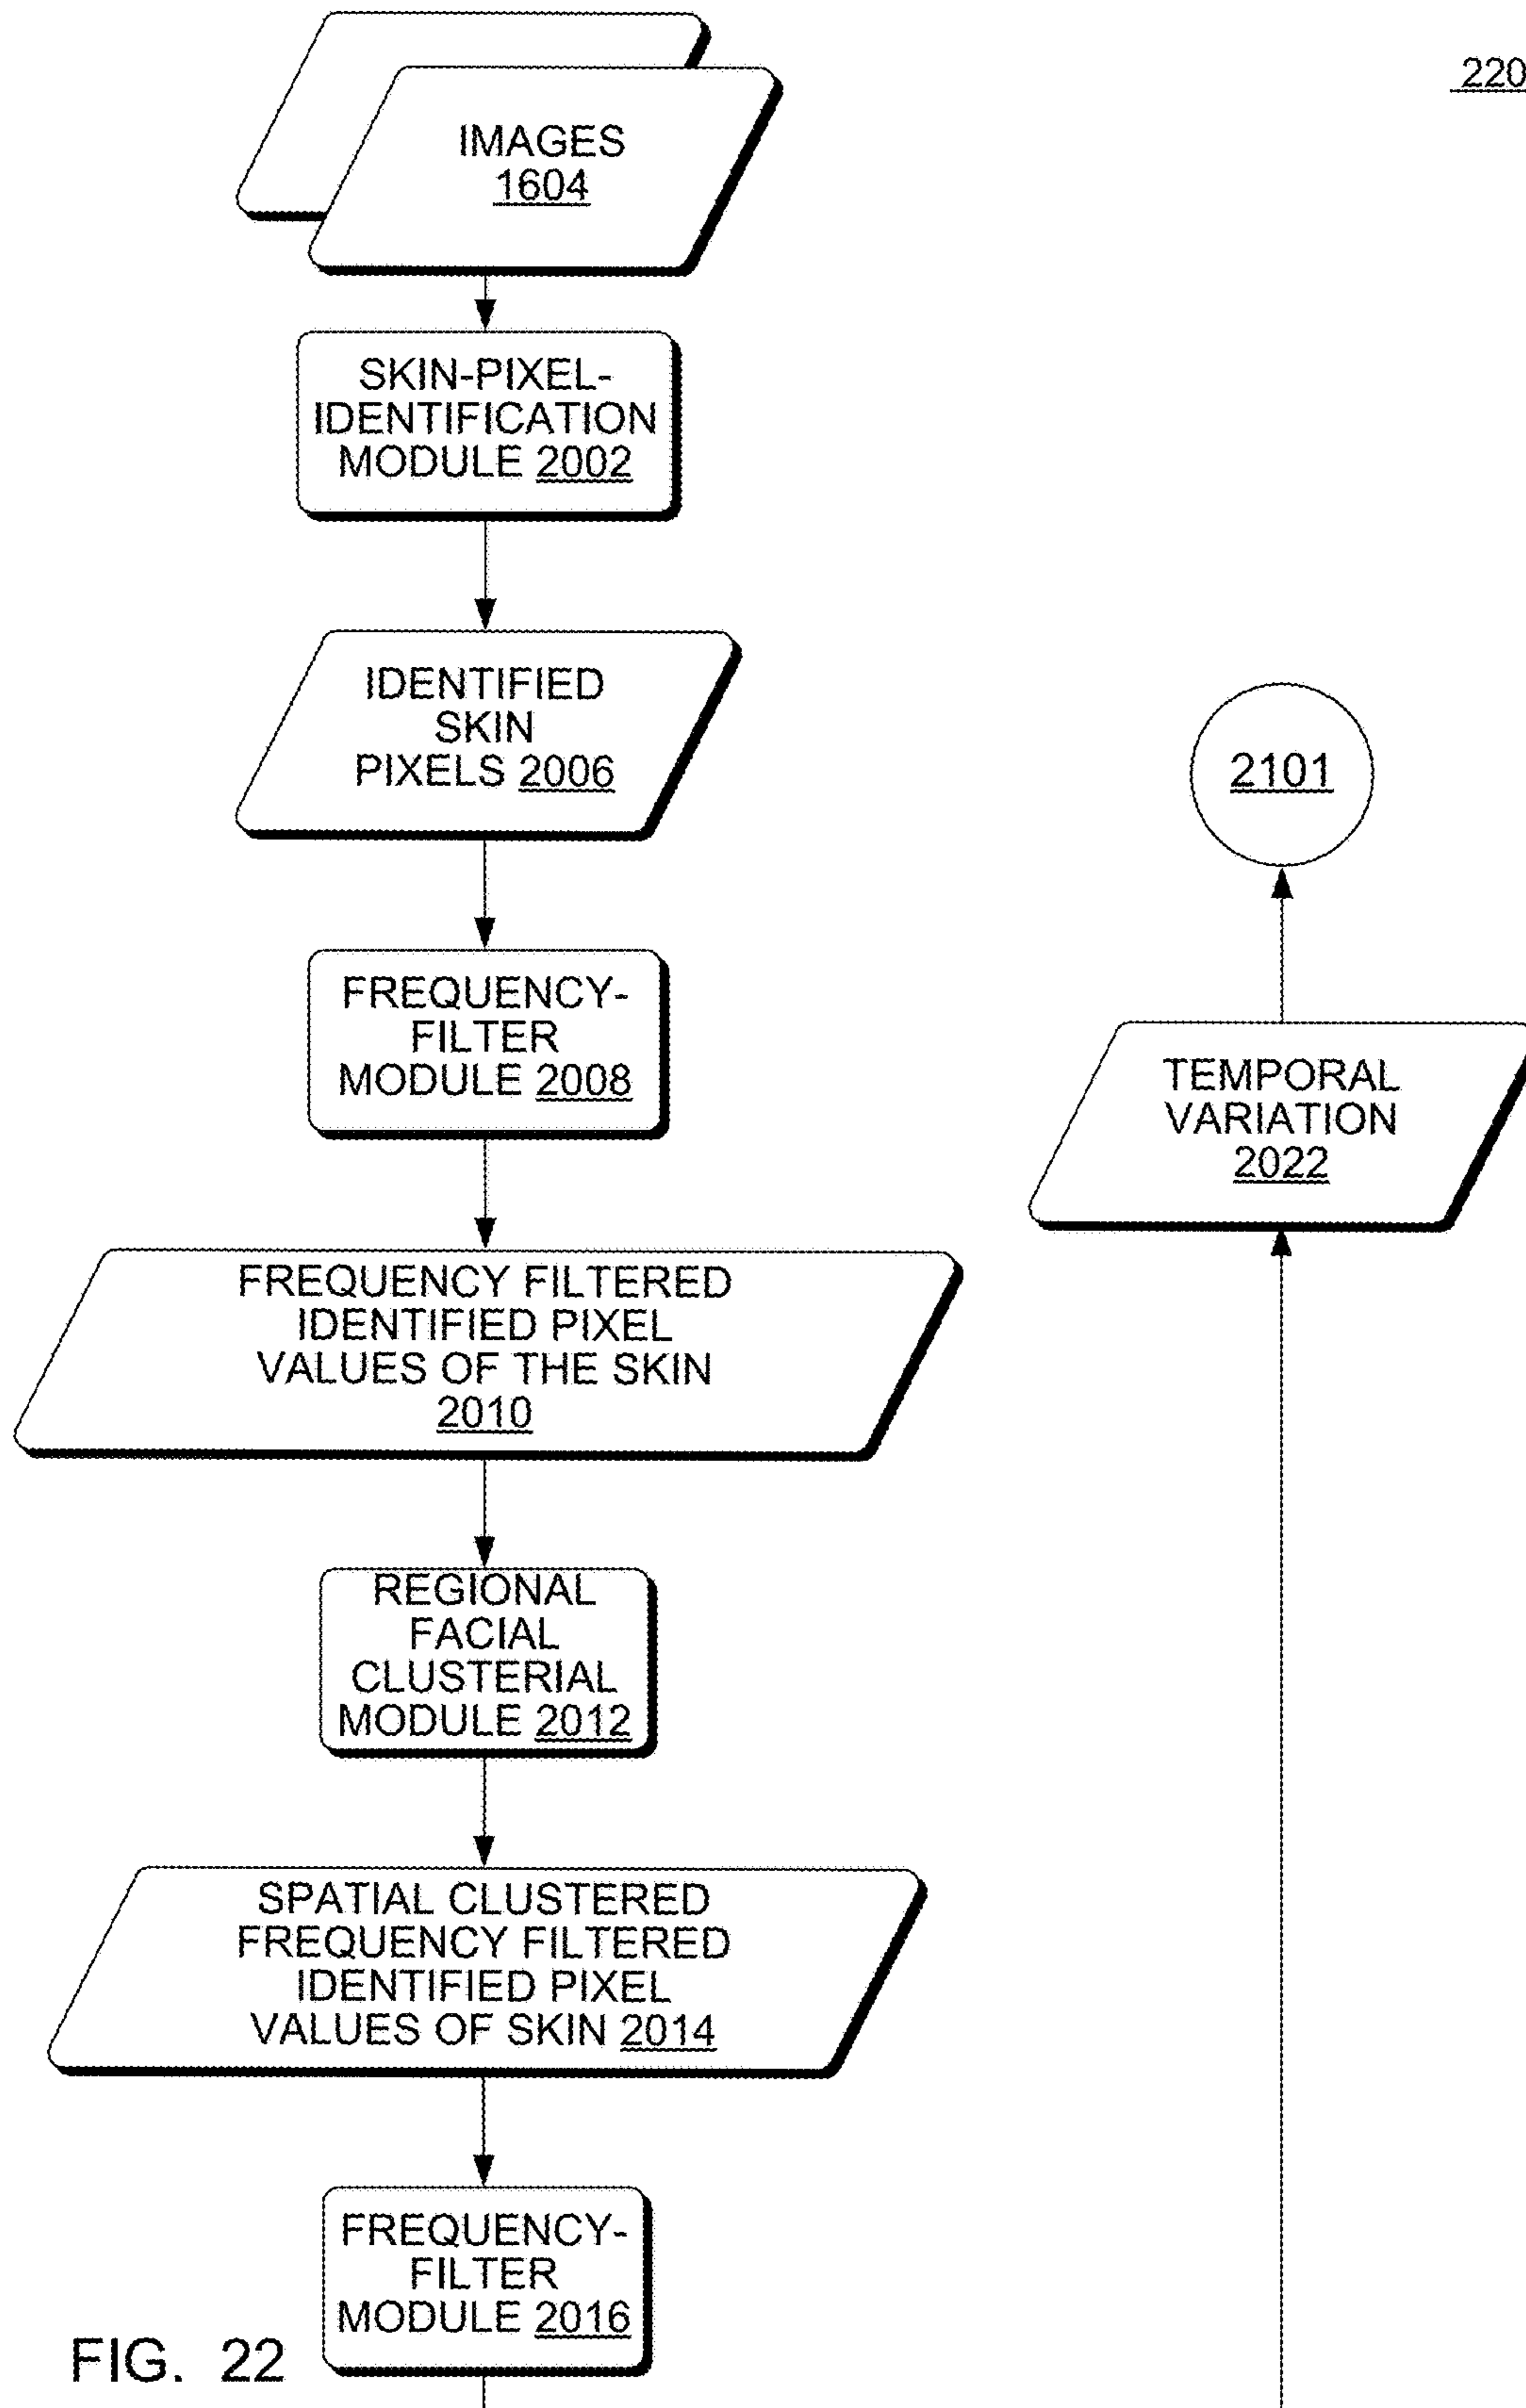 220
IMAGES
1604
SKIN-PIXEL-
IDENTIFICATION
MODULE 2002
IDENTIFIED
SKIN
PIXELS 2006
FREQUENCY-
FILTER
MODULE 2008
FREQUENCY FILTERED
IDENTIFIED PIXEL
VALUES OF THE SKIN
2010
REGIONAL
FACIAL
CLUSTERIAL
MODULE 2012
SPATIAL CLUSTERED
FREQUENCY FILTERED
IDENTIFIED PIXEL
VALUES OF SKIN 2014
FREQUENCY-
FILTER
MODULE 2016
2101
TEMPORAL
VARIATION
2022
FIG. 22